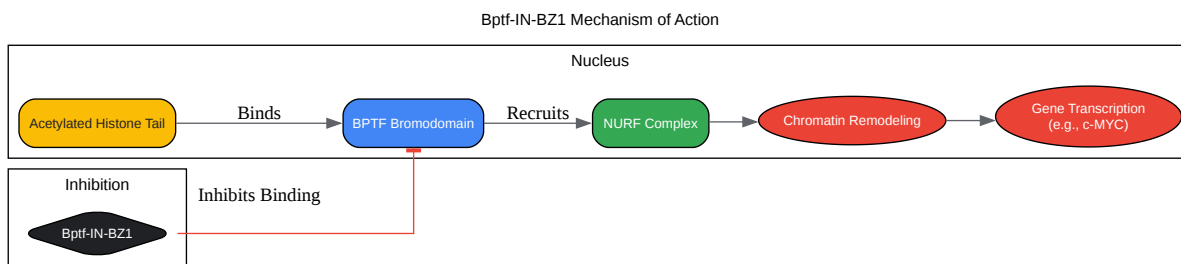 Bptf-IN-BZ1 Mechanism of Action
Nucleus
Acetylated Histone Tail
Binds
BPTF Bromodomain
Recruits
NURF Complex
Chromatin Remodeling
Gene Transcription
(e.g., c-MYC)
Inhibition
Bptf-IN-BZ1
Inhibits Binding